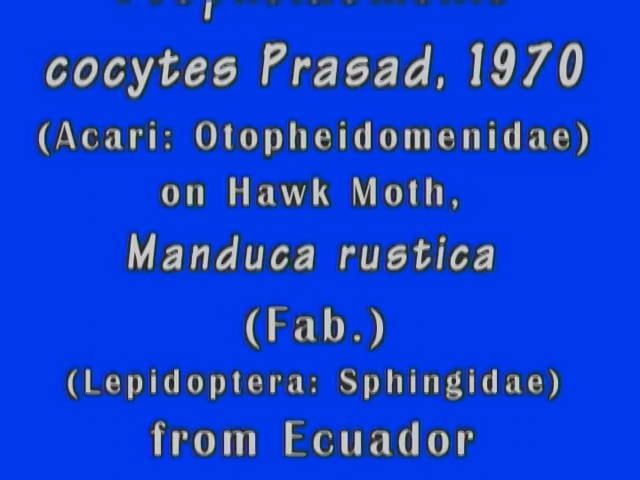 cocytes Prasad, 1970
(Acari: Otopheidomenidae)
on Hawk Moth,
Manduca rustica
(Fab.)
(Lepidoptera: Sphingidae)
from Ecuador